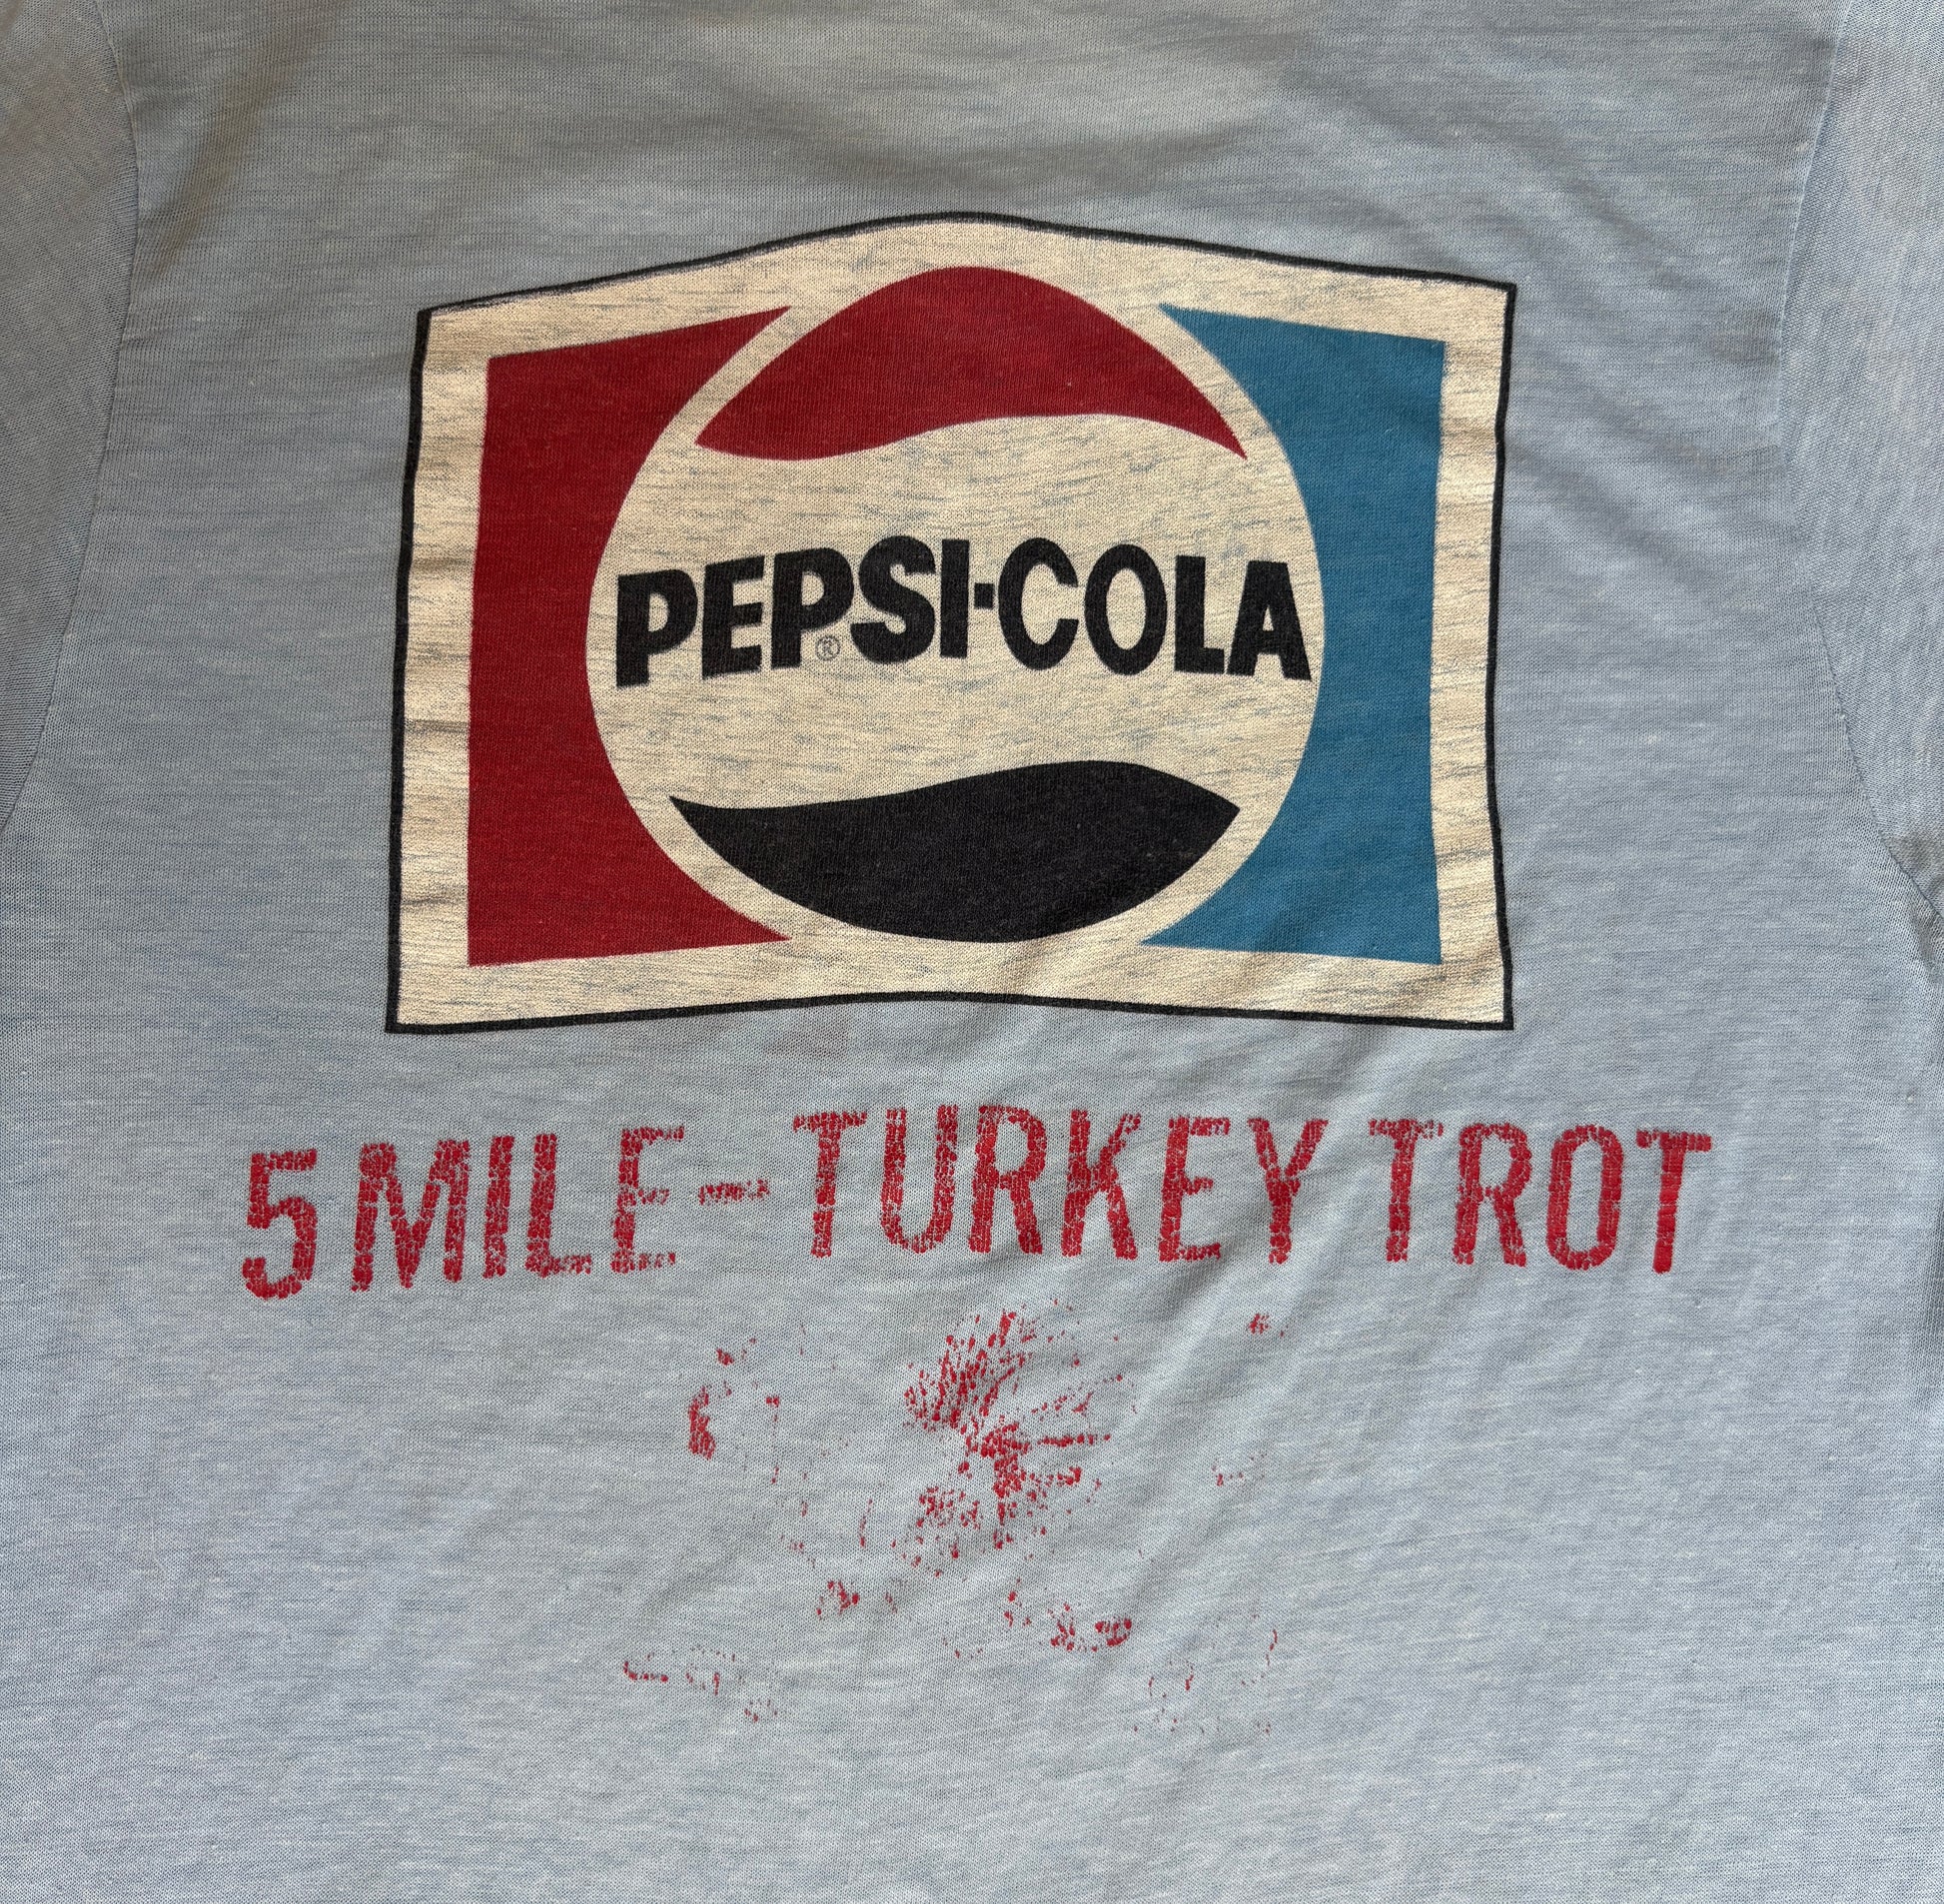 PEPSI-COLA
®
5 MILE-TURKEY TROT